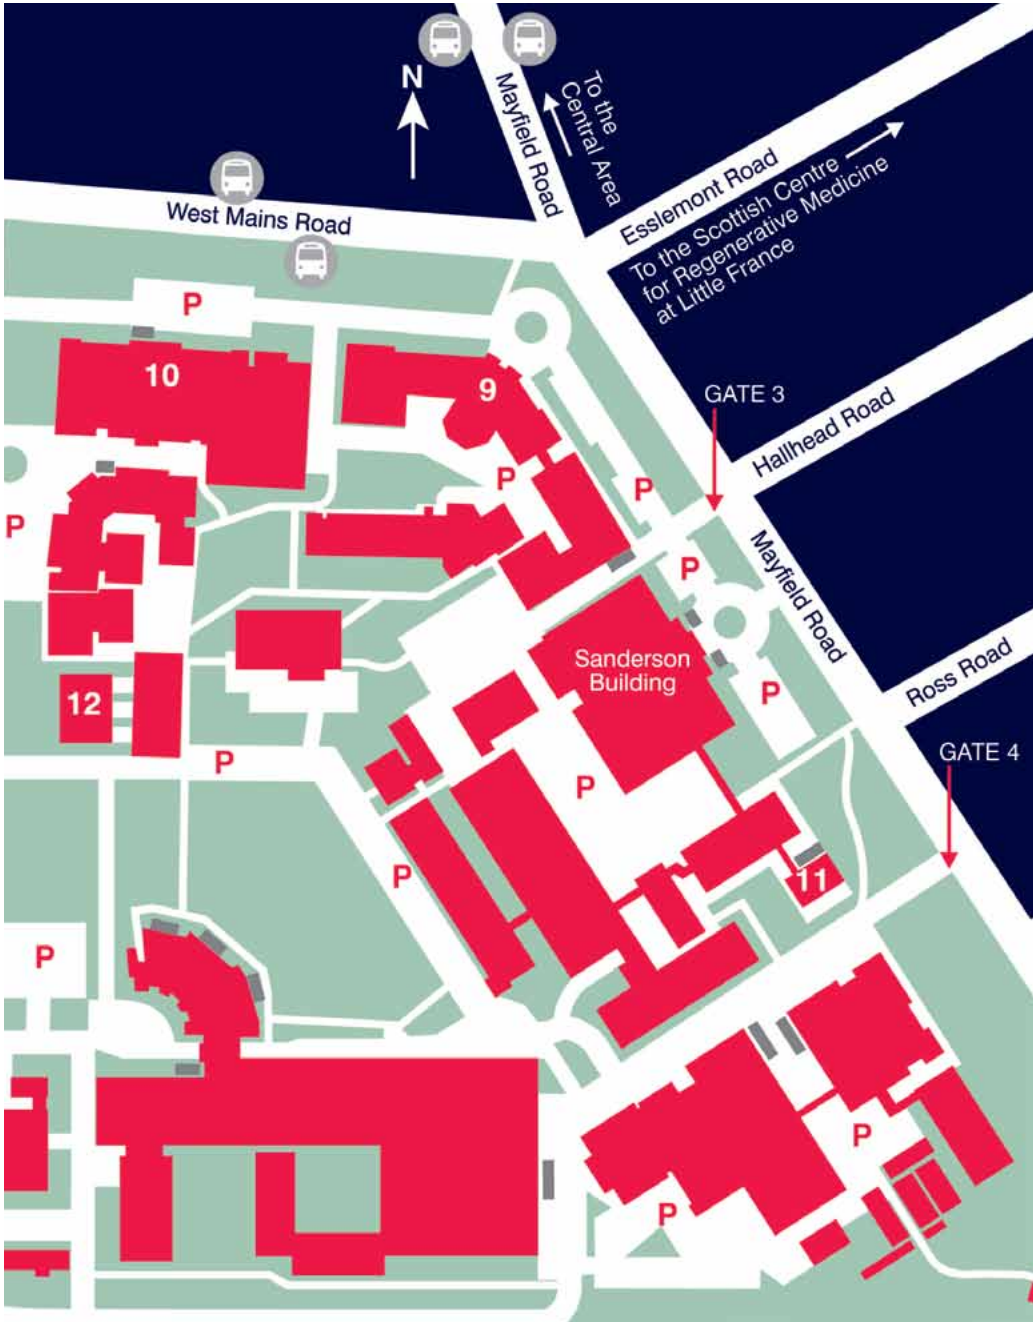 N
Mayfield Road
To the
Central Area
West Mains Road
Esslemont Road
To the Scottish Centre
for Regenerative Medicine
at Little France
P
10
9
GATE 3
Hallhead Road
P
P
P
P
Mayfield Road
Sanderson
Building
Ross Road
12
P
P
P
GATE 4
P
11
P
P
P